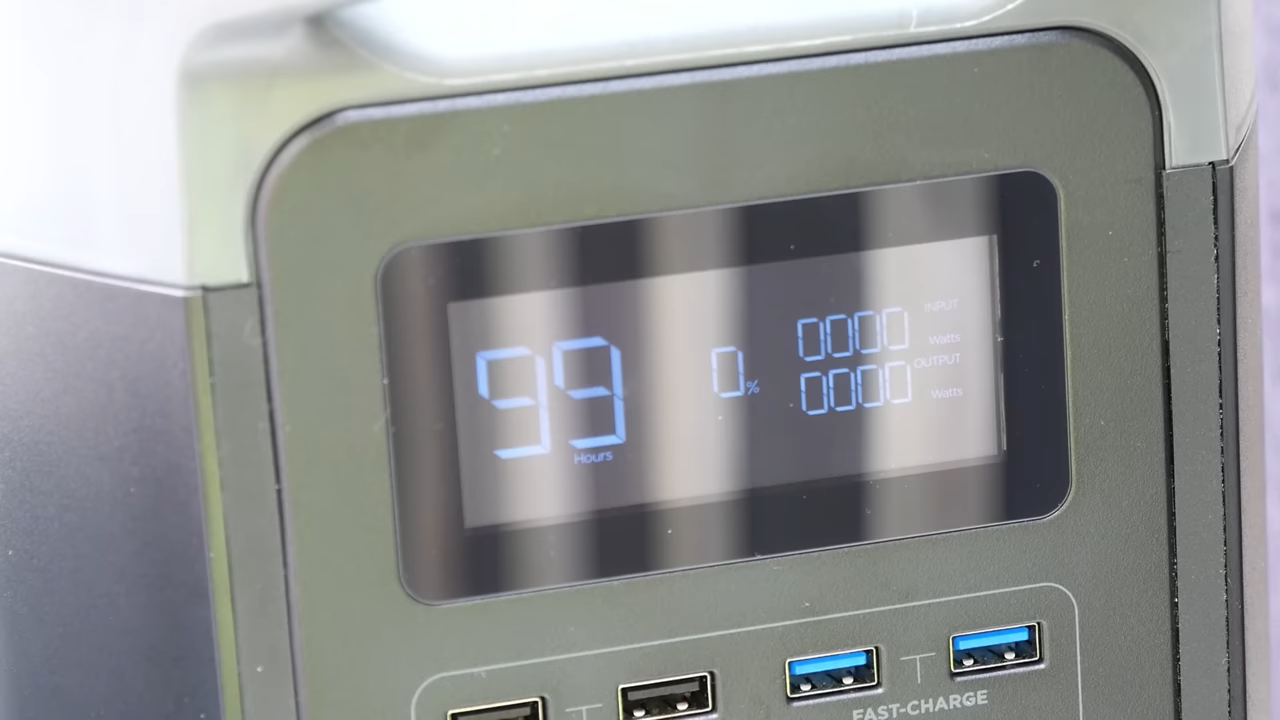 99
Hours
0%
0000
INPUT
Watts
0000
OUTPUT
Watts
FAST-CHARGE